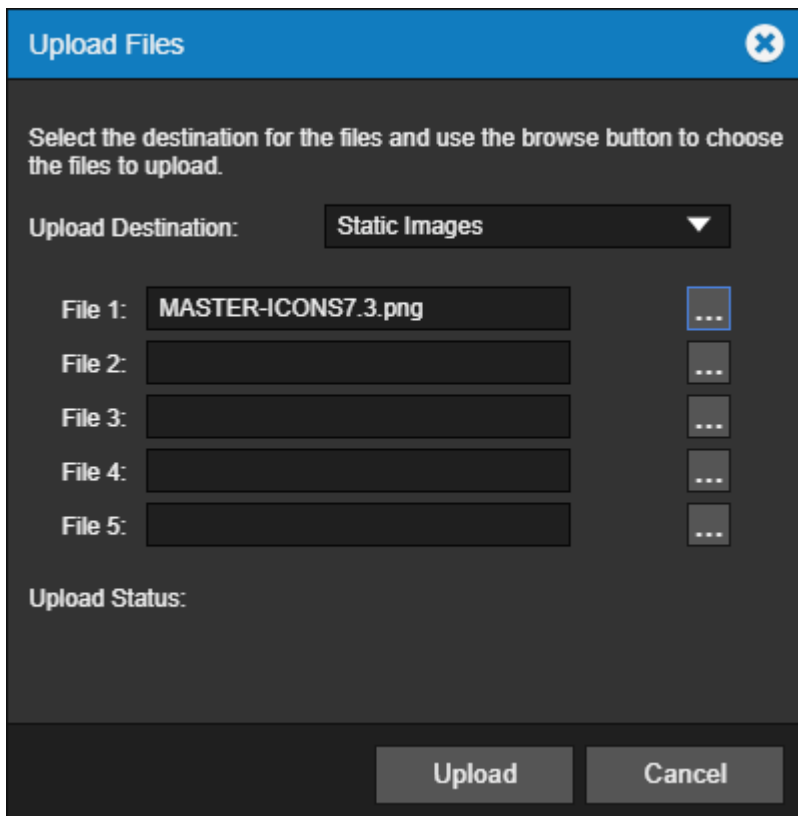 Upload Files
Select the destination for the files and use the browse button to choose
the files to upload.
Upload Destination: Static Images
File 1: MASTER-ICONS7.3.png ...
File 2: ...
File 3: ...
File 4: ...
File 5: ...
Upload Status:
Upload Cancel